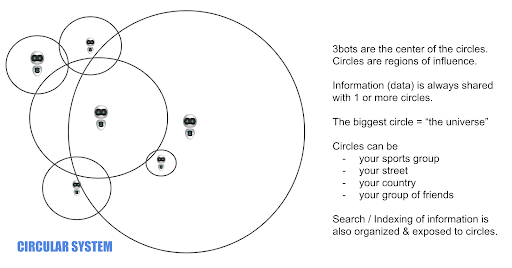 3bots are the center of the circles.
Circles are regions of influence.
Information (data) is always shared
with 1 or more circles.
The biggest circle = “the universe”
Circles can be
- your sports group
- your street
- your country
- your group of friends
Search / Indexing of information is
also organized & exposed to circles.
CIRCULAR SYSTEM